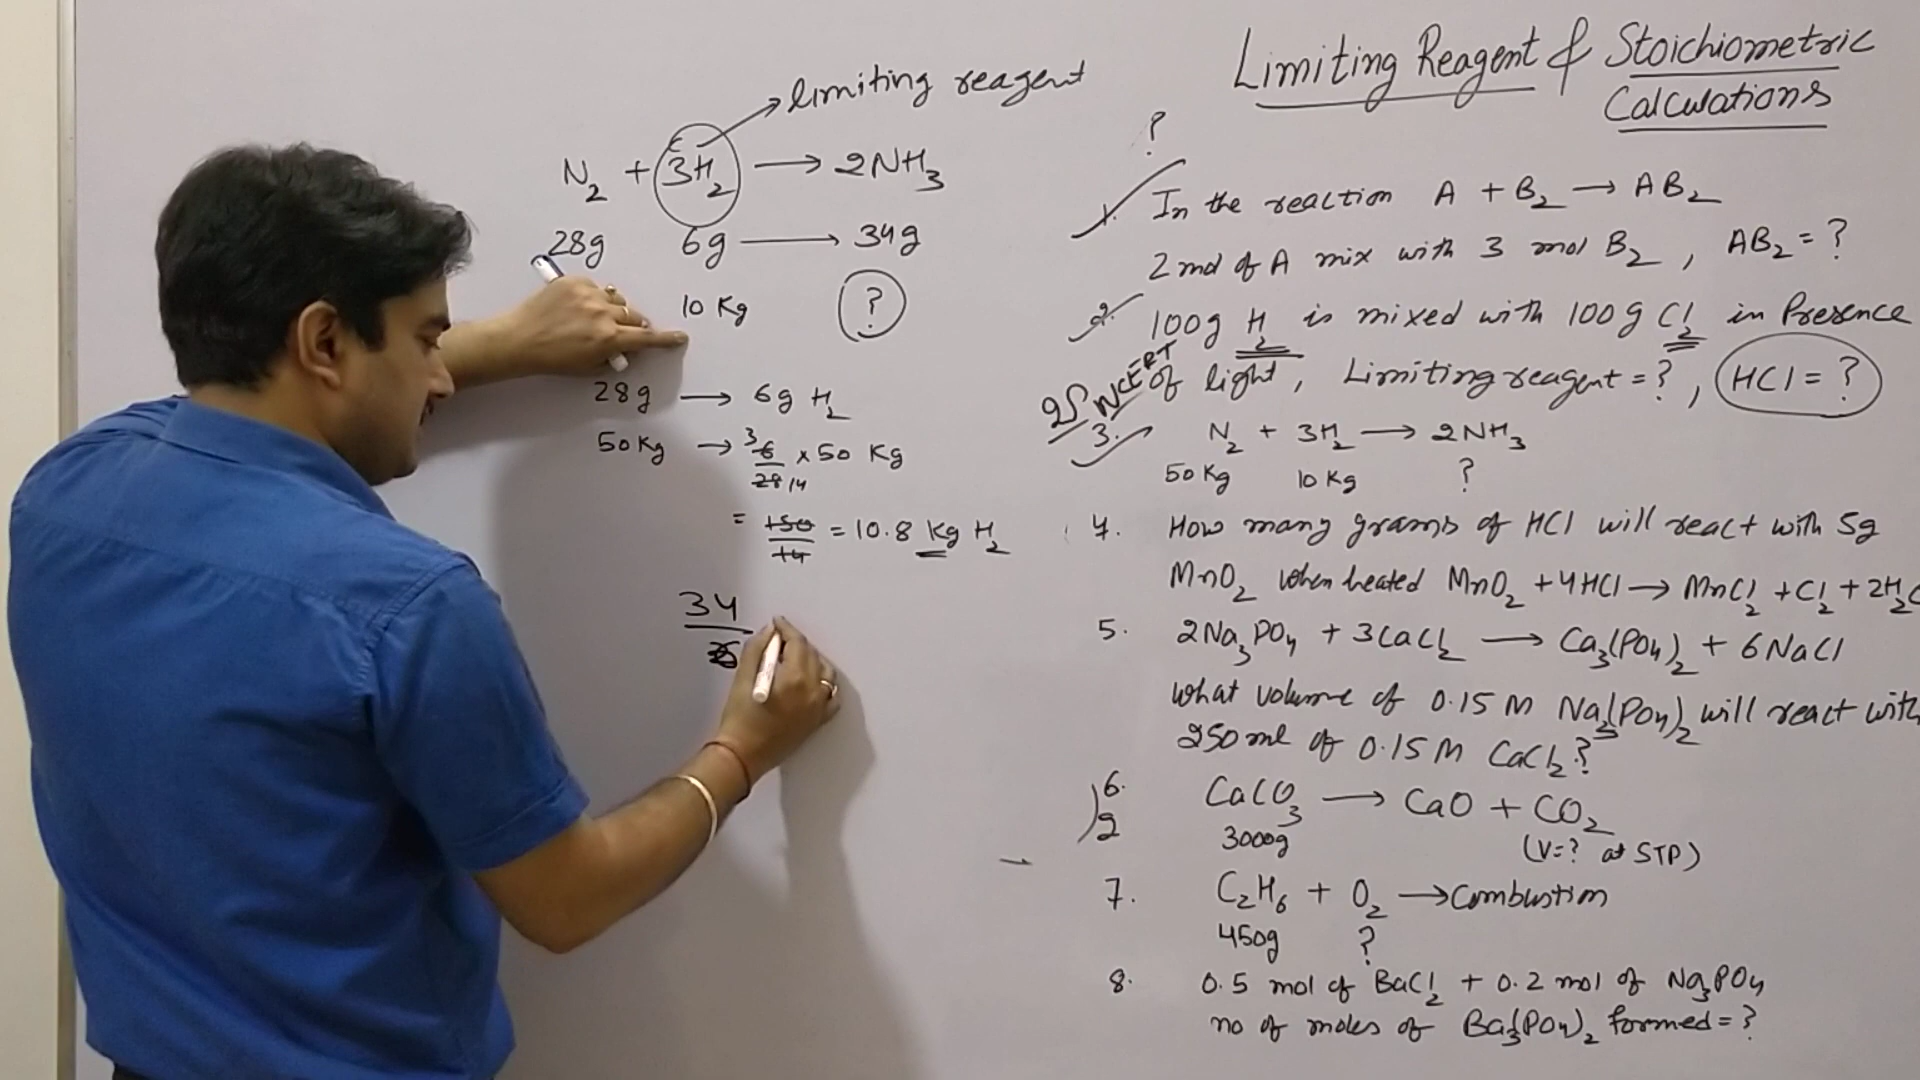 Limiting Reagent & Stoichiometric
Calculations
limiting reagent
N2 + 3H2 → 2NH3
28g 6g → 34g
10 Kg ?
28g → 6g H2
50 Kg → 3 6/28 14 × 50 Kg
= 150/14 = 10.8 Kg H2
34
?
1. In the reaction A + B2 → AB2
2 mol of A mix with 3 mol B2, AB2 = ?
2. 100g H2 is mixed with 100g Cl2 in Presence
of light, Limiting reagent = ?, HCl = ?
NCERT
3. N2 + 3H2 → 2NH3
50 Kg 10 Kg ?
4. How many grams of HCl will react with 5g
MnO2 when heated MnO2 + 4HCl → MnCl2 + Cl2 + 2H2O
5. 2Na3PO4 + 3CaCl2 → Ca3(PO4)2 + 6NaCl
what volume of 0.15 M Na3(PO4)2 will react with
250 ml of 0.15 M CaCl2?
6. CaCO3 → CaO + CO2
3000g (V=? at STP)
7. C2H6 + O2 → Combustion
450g ?
8. 0.5 mol of BaCl2 + 0.2 mol of Na3PO4
no of moles of Ba3(PO4)2 formed = ?